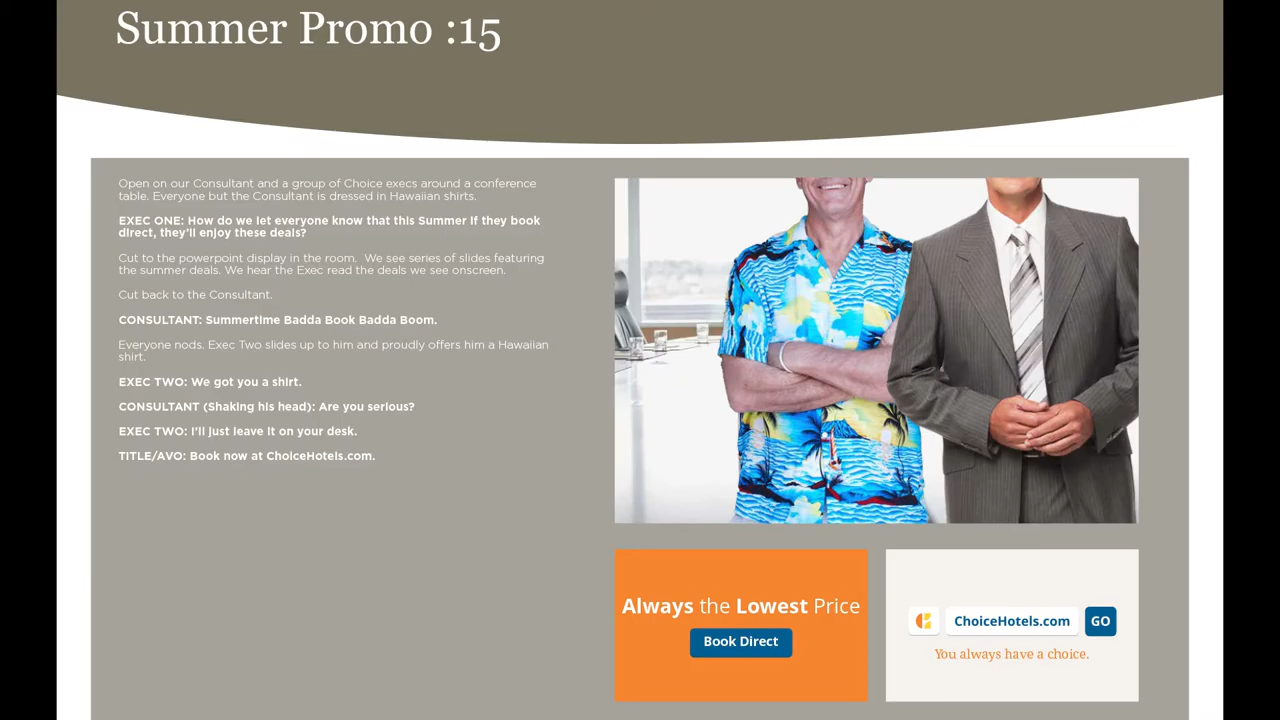 Summer Promo :15
Open on our Consultant and a group of Choice execs around a conference
table. Everyone but the Consultant is dressed in Hawaiian shirts.
EXEC ONE: How do we let everyone know that this Summer if they book
direct, they'll enjoy these deals?
Cut to the powerpoint display in the room.  We see series of slides featuring
the summer deals. We hear the Exec read the deals we see onscreen.
Cut back to the Consultant.
CONSULTANT: Summertime Badda Book Badda Boom.
Everyone nods. Exec Two slides up to him and proudly offers him a Hawaiian
shirt.
EXEC TWO: We got you a shirt.
CONSULTANT (Shaking his head): Are you serious?
EXEC TWO: I'll just leave it on your desk.
TITLE/AVO: Book now at ChoiceHotels.com.
Always the Lowest Price
Book Direct
ChoiceHotels.com GO
You always have a choice.